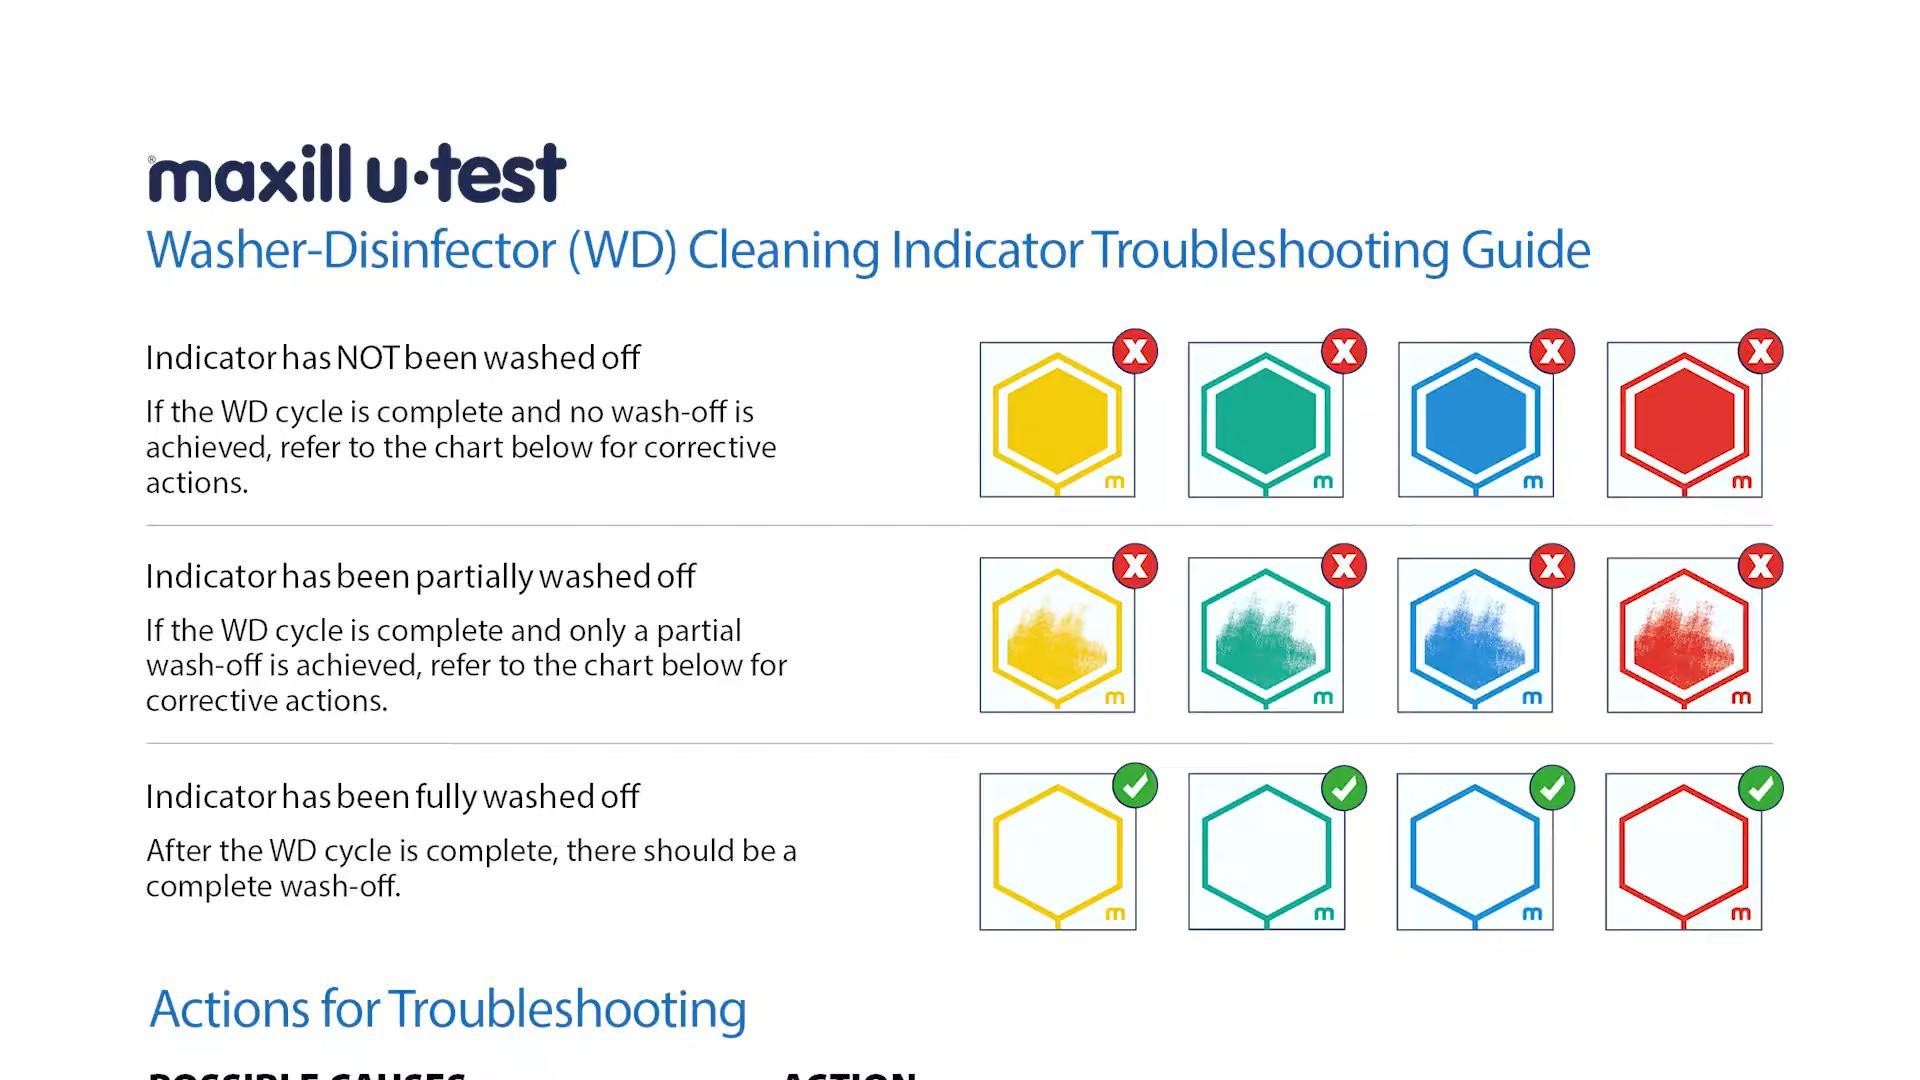 maxill u·test®
Washer-Disinfector (WD) Cleaning Indicator Troubleshooting Guide
Indicator has NOT been washed off
If the WD cycle is complete and no wash-off is
achieved, refer to the chart below for corrective
actions.
X X X X
m m m m
Indicator has been partially washed off
If the WD cycle is complete and only a partial
wash-off is achieved, refer to the chart below for
corrective actions.
X X X X
m m m m
Indicator has been fully washed off
After the WD cycle is complete, there should be a
complete wash-off.
m m m m
Actions for Troubleshooting
POSSIBLE CAUSES ACTION